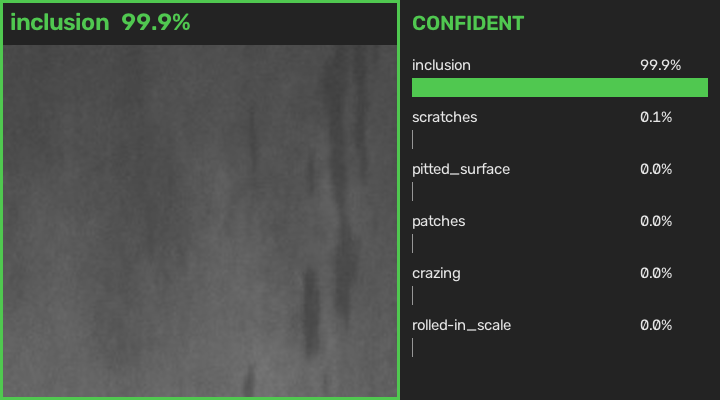 inclusion 99.9%
CONFIDENT
inclusion 99.9%
scratches 0.1%
pitted_surface 0.0%
patches 0.0%
crazing 0.0%
rolled-in_scale 0.0%